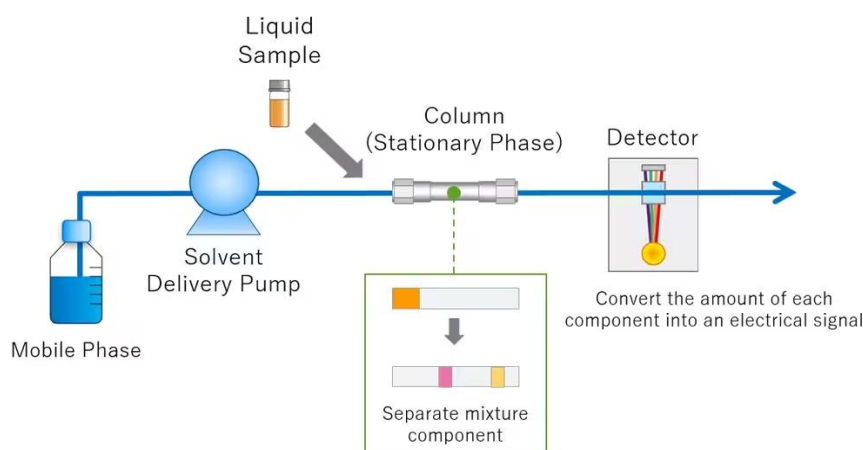 Liquid
Sample
Column
(Stationary Phase)
Detector
Solvent
Delivery Pump
Mobile Phase
Convert the amount of each
component into an electrical signal
Separate mixture
component